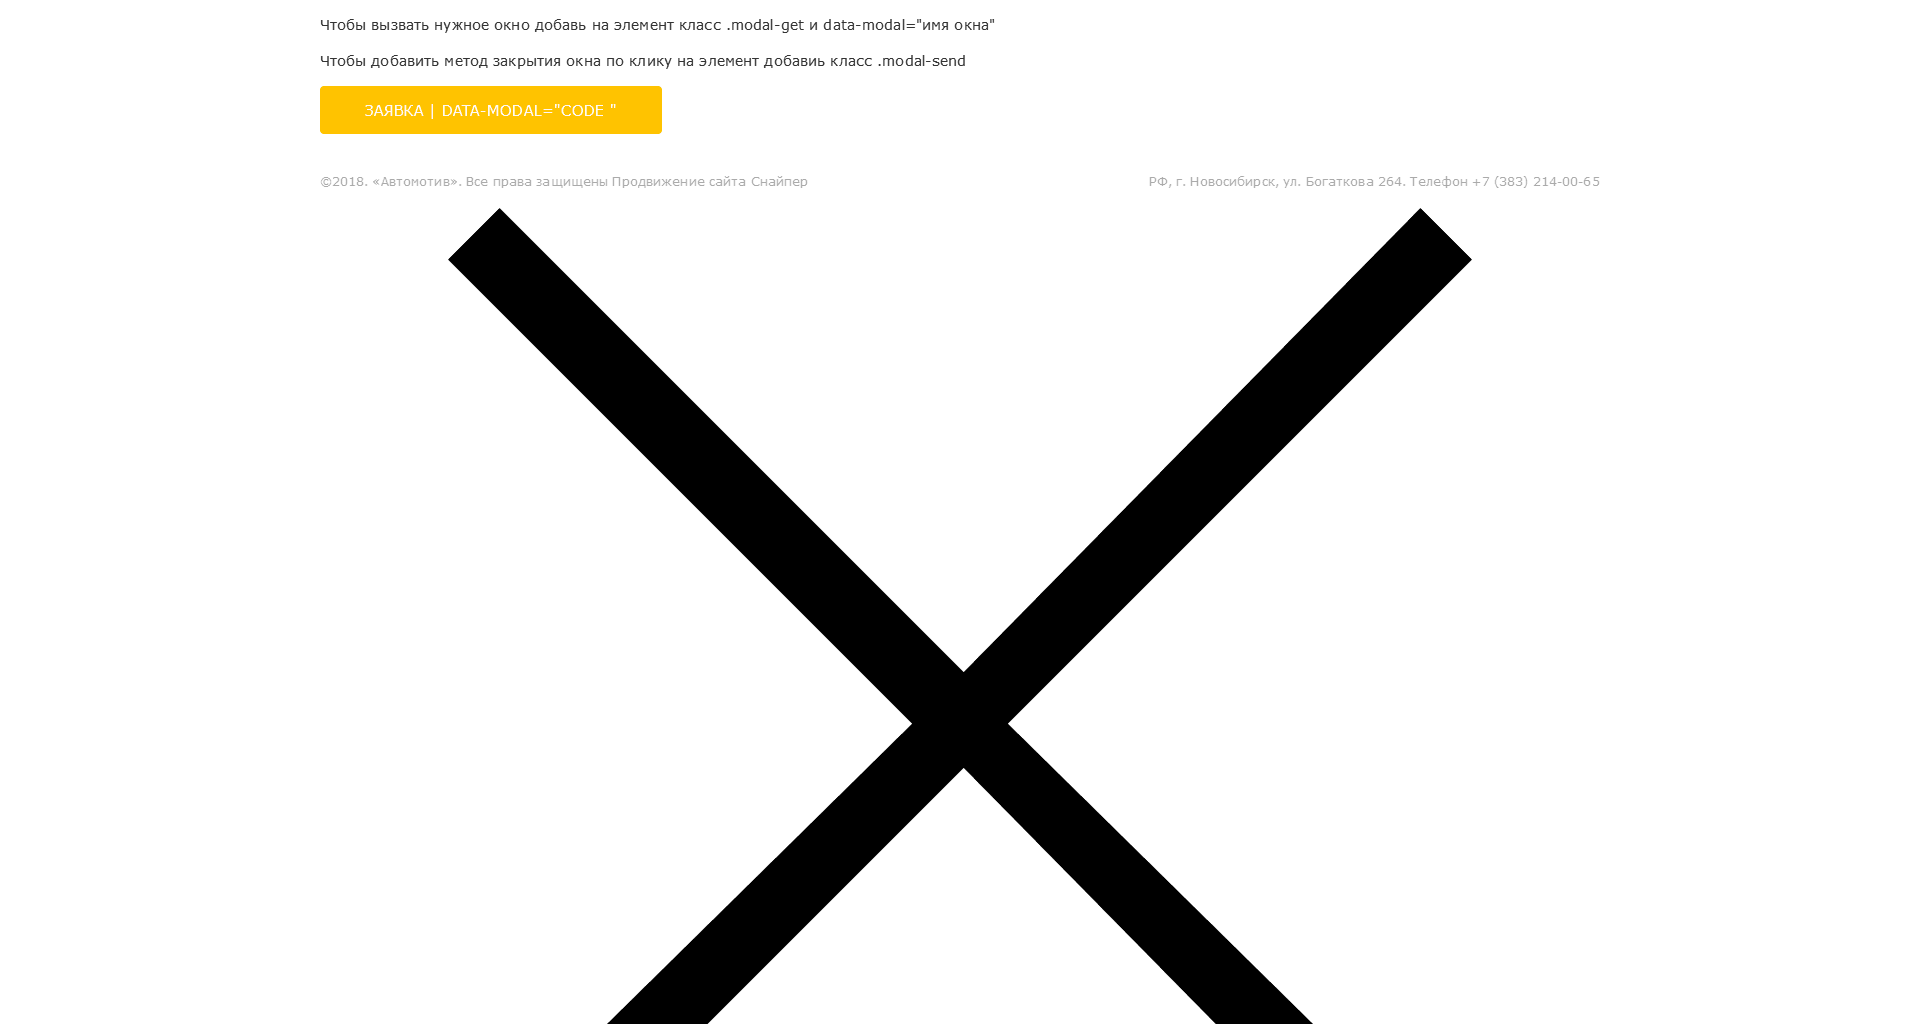 Чтобы вызвать нужное окно добавь на элемент класс .modal-get и data-modal="имя окна"
Чтобы добавить метод закрытия окна по клику на элемент добавиь класс .modal-send
ЗАЯВКА | DATA-MODAL="CODE "
©2018. «Автомотив». Все права защищены Продвижение сайта Снайпер
РФ, г. Новосибирск, ул. Богаткова 264. Телефон +7 (383) 214-00-65